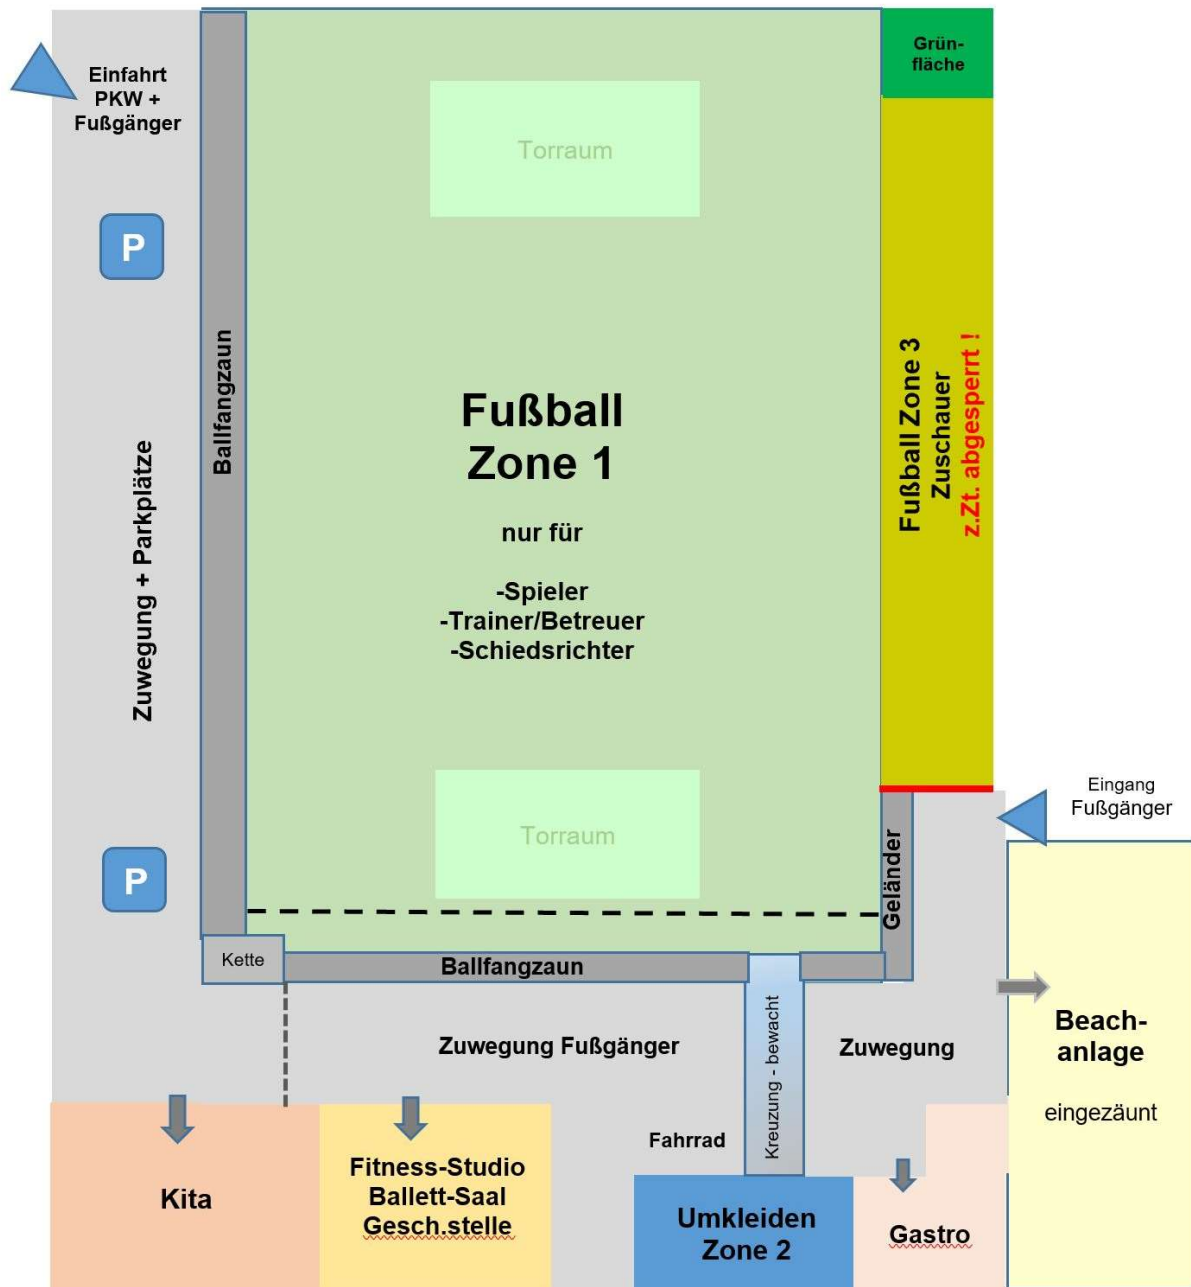 Einfahrt
PKW +
Fußgänger
Grün-
fläche
Torraum
P
Ballfangzaun
Zuwegung + Parkplätze
Fußball
Zone 1
nur für
-Spieler
-Trainer/Betreuer
-Schiedsrichter
Fußball Zone 3
Zuschauer
z.Zt. abgesperrt !
Eingang
Fußgänger
Torraum
P
Geländer
Kette
Ballfangzaun
Zuwegung Fußgänger
Kreuzung - bewacht
Zuwegung
Beach-
anlage
eingezäunt
Fahrrad
Kita
Fitness-Studio
Ballett-Saal
Gesch.stelle
Umkleiden
Zone 2
Gastro